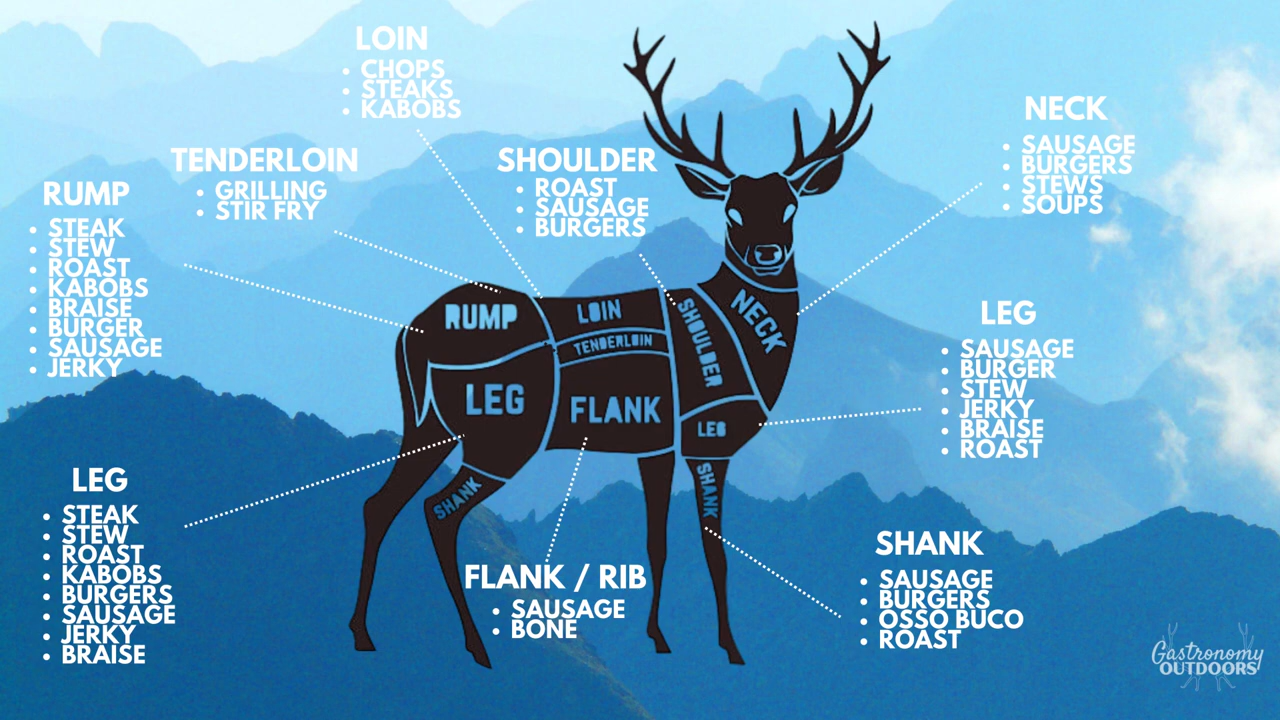 LOIN
• CHOPS
• STEAKS
• KABOBS
TENDERLOIN
• GRILLING
• STIR FRY
SHOULDER
• ROAST
• SAUSAGE
• BURGERS
NECK
• SAUSAGE
• BURGERS
• STEWS
• SOUPS
RUMP
• STEAK
• STEW
• ROAST
• KABOBS
• BRAISE
• BURGER
• SAUSAGE
• JERKY
RUMP
LOIN
TENDERLOIN
SHOULDER
NECK
LEG
FLANK
LEG
SHANK
SHANK
LEG
• SAUSAGE
• BURGER
• STEW
• JERKY
• BRAISE
• ROAST
LEG
• STEAK
• STEW
• ROAST
• KABOBS
• BURGERS
• SAUSAGE
• JERKY
• BRAISE
FLANK / RIB
• SAUSAGE
• BONE
SHANK
• SAUSAGE
• BURGERS
• OSSO BUCO
• ROAST
Gastronomy
OUTDOORS